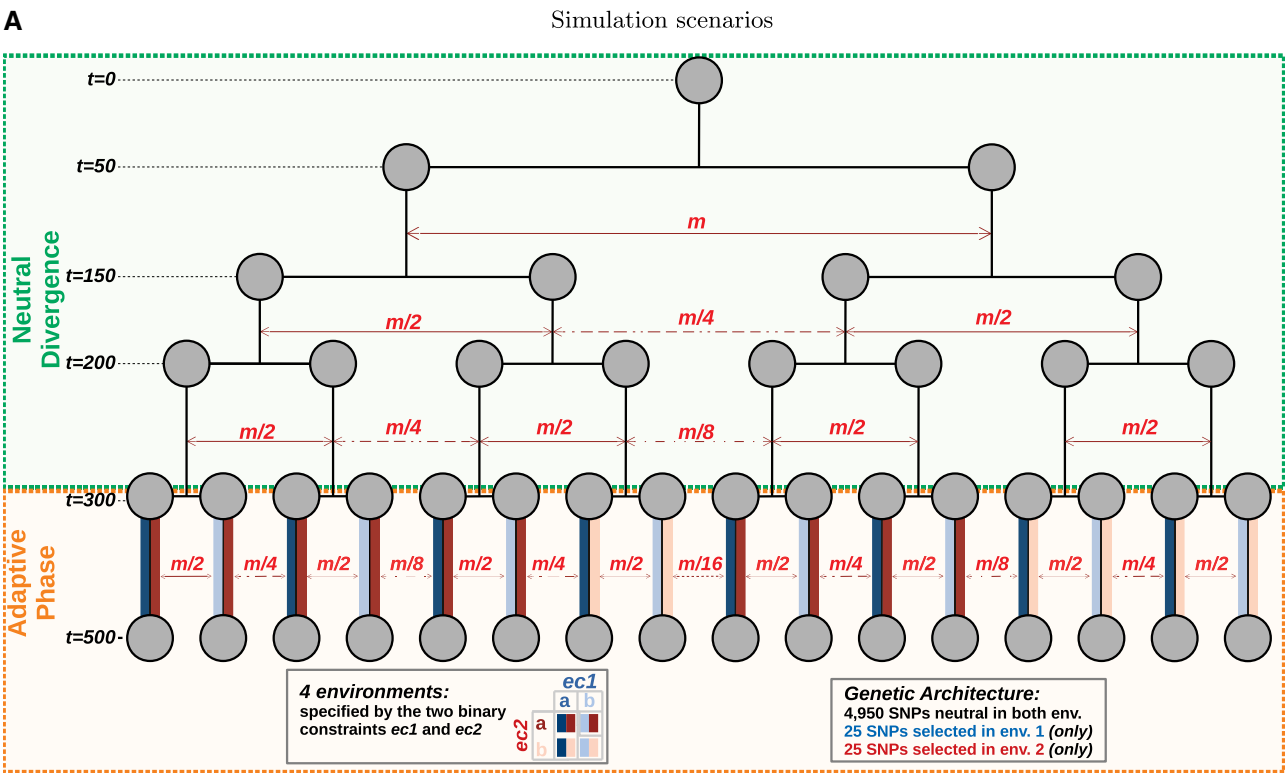 A
Simulation scenarios
t=0
t=50
m
Neutral
Divergence
t=150
m/2
m/4
m/2
t=200
m/2
m/4
m/2
m/8
m/2
m/2
t=300
Adaptive
Phase
m/2
m/4
m/2
m/8
m/2
m/4
m/2
m/16
m/2
m/4
m/2
m/8
m/2
m/4
m/2
t=500
4 environments:
specified by the two binary
constraints ec1 and ec2
ec1
a b
ec2
a
b
Genetic Architecture:
4,950 SNPs neutral in both env.
25 SNPs selected in env. 1 (only)
25 SNPs selected in env. 2 (only)